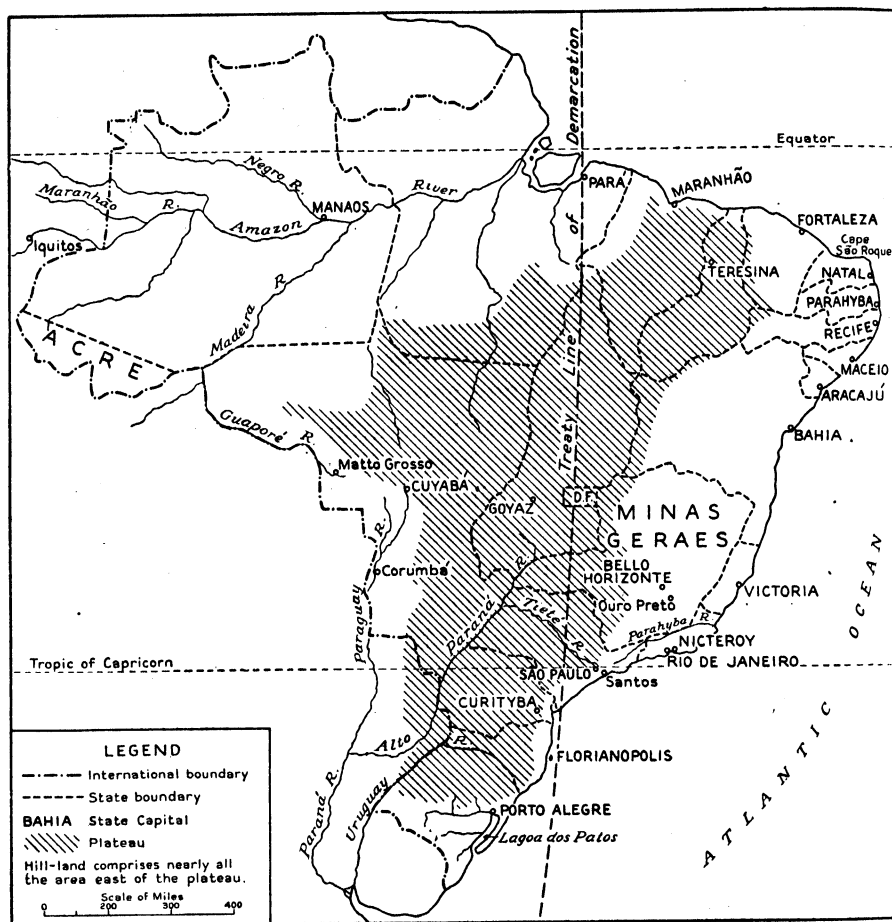 Treaty Line of Demarcation
Equator
Negro R.
Maranhão R.
River
PARA
MARANHÃO
MANAOS
Amazon
Iquitos
FORTALEZA
Cape
São Roque
TERESINA
NATAL
PARAHYBA
RECIFE
Madeira R.
ACRE
MACEIO
ARACAJÚ
Guaporé R.
BAHIA
Matto Grosso
CUYABÁ
GOYAZ
D.F.
MINAS
GERAES
R.
Corumbá
BELLO
HORIZONTE
Ouro Preto
VICTORIA
Paraguay
Paraná
R.
Tiete R.
Parahyba R.
NICTEROY
RIO DE JANEIRO
Tropic of Capricorn
SÃO PAULO
Santos
CURITYBA
ATLANTIC
OCEAN
Alto
R.
FLORIANOPOLIS
Paraná R.
Uruguay
PORTO ALEGRE
Lagoa dos Patos
LEGEND
International boundary
State boundary
BAHIA State Capital
Plateau
Hill-land comprises nearly all
the area east of the plateau.
Scale of Miles
0 200 400